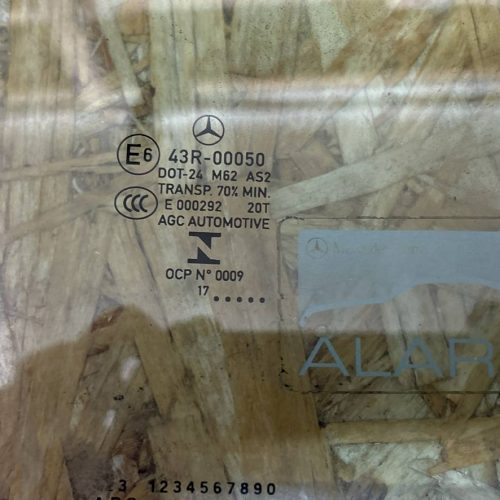 E6 43R-00050
DOT-24 M62 AS2
TRANSP. 70% MIN.
CCC E 000292 20T
AGC AUTOMOTIVE
OCP N° 0009
17 .....
ALAR
3 1234567890